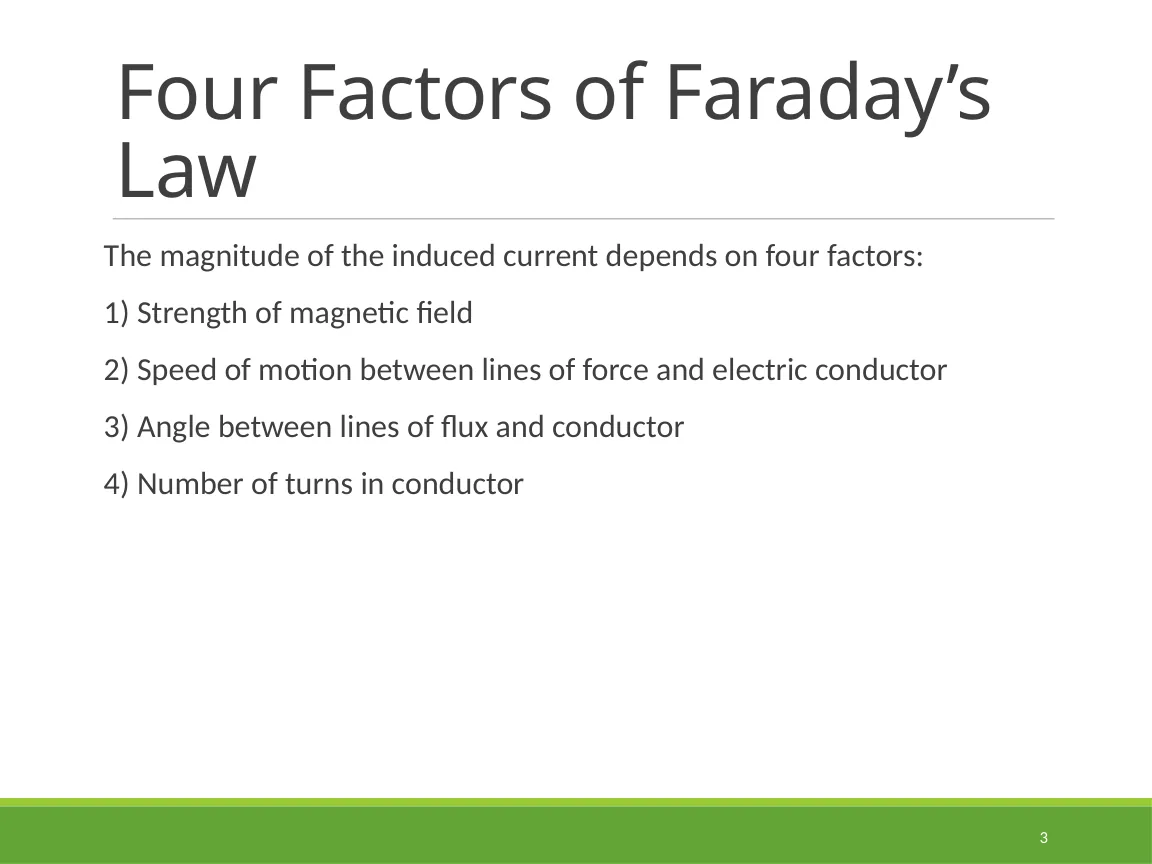 Four Factors of Faraday’s
Law
The magnitude of the induced current depends on four factors:
1) Strength of magnetic field
2) Speed of motion between lines of force and electric conductor
3) Angle between lines of flux and conductor
4) Number of turns in conductor
3